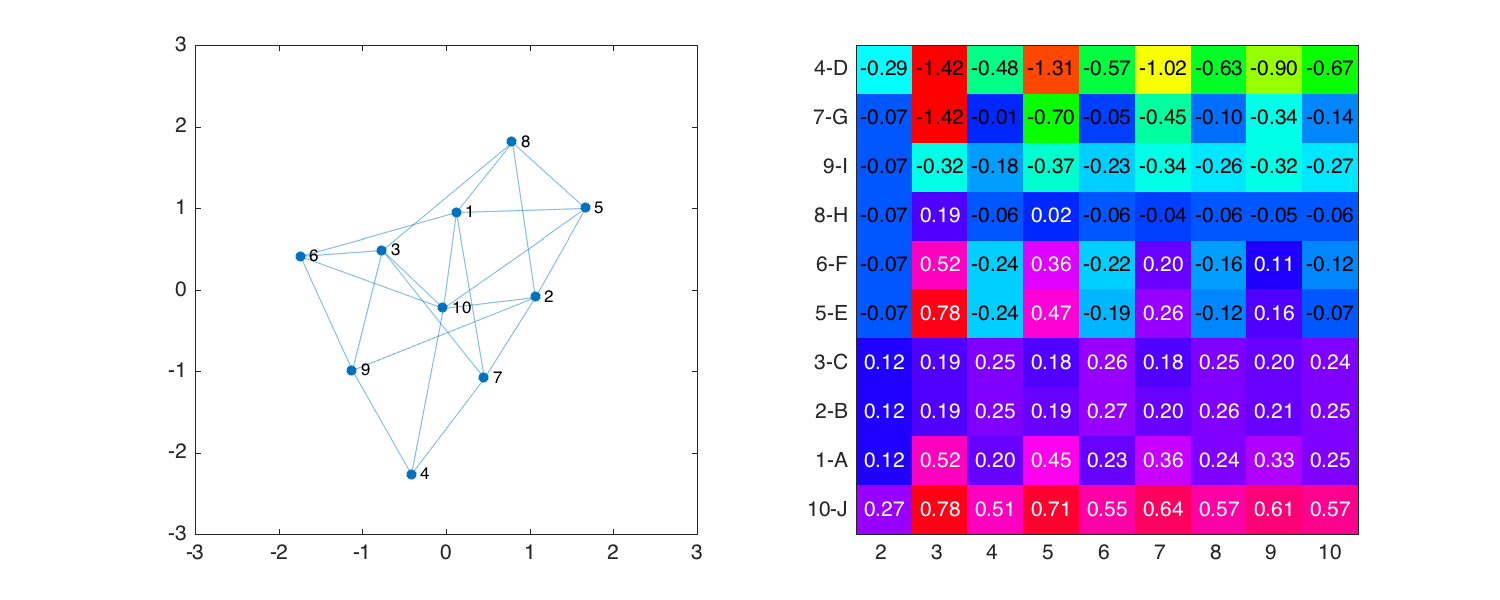 3
2
1
0
-1
-2
-3
-3 -2 -1 0 1 2 3
8
1
5
3
6
2
10
9
7
4
4-D -0.29 -1.42 -0.48 -1.31 -0.57 -1.02 -0.63 -0.90 -0.67
7-G -0.07 -1.42 -0.01 -0.70 -0.05 -0.45 -0.10 -0.34 -0.14
9-I -0.07 -0.32 -0.18 -0.37 -0.23 -0.34 -0.26 -0.32 -0.27
8-H -0.07 0.19 -0.06 0.02 -0.06 -0.04 -0.06 -0.05 -0.06
6-F -0.07 0.52 -0.24 0.36 -0.22 0.20 -0.16 0.11 -0.12
5-E -0.07 0.78 -0.24 0.47 -0.19 0.26 -0.12 0.16 -0.07
3-C 0.12 0.19 0.25 0.18 0.26 0.18 0.25 0.20 0.24
2-B 0.12 0.19 0.25 0.19 0.27 0.20 0.26 0.21 0.25
1-A 0.12 0.52 0.20 0.45 0.23 0.36 0.24 0.33 0.25
10-J 0.27 0.78 0.51 0.71 0.55 0.64 0.57 0.61 0.57
2 3 4 5 6 7 8 9 10